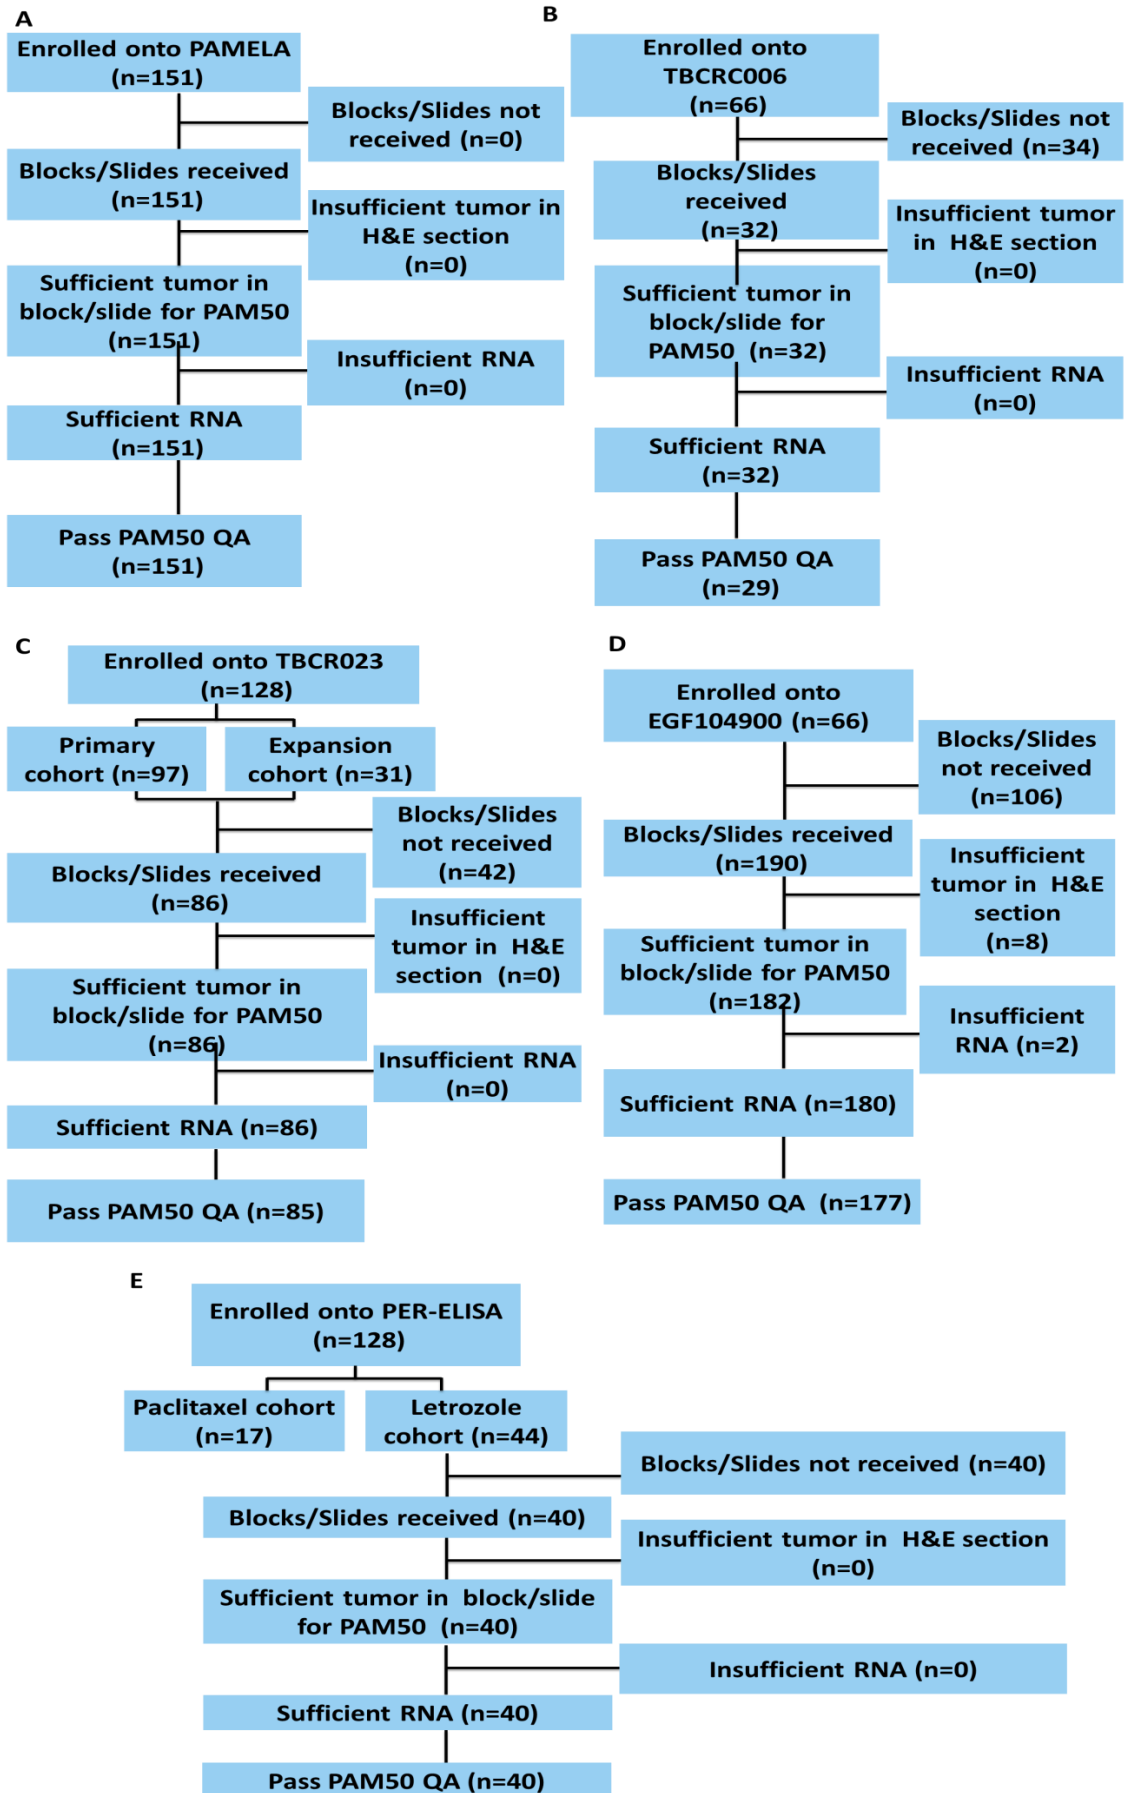 A
Enrolled onto PAMELA
(n=151)
Blocks/Slides not
received (n=0)
Blocks/Slides received
(n=151)
Insufficient tumor in
H&E section
(n=0)
Sufficient tumor in
block/slide for PAM50
(n=151)
Insufficient RNA
(n=0)
Sufficient RNA
(n=151)
Pass PAM50 QA
(n=151)
B
Enrolled onto
TBCRC006
(n=66)
Blocks/Slides not
received (n=34)
Blocks/Slides
received
(n=32)
Insufficient tumor
in H&E section
(n=0)
Sufficient tumor in
block/slide for
PAM50 (n=32)
Insufficient RNA
(n=0)
Sufficient RNA
(n=32)
Pass PAM50 QA
(n=29)
C
Enrolled onto TBCR023
(n=128)
Primary
cohort (n=97)
Expansion
cohort (n=31)
Blocks/Slides
not received
(n=42)
Blocks/Slides received
(n=86)
Insufficient
tumor in H&E
section (n=0)
Sufficient tumor in
block/slide for PAM50
(n=86)
Insufficient RNA
(n=0)
Sufficient RNA (n=86)
Pass PAM50 QA (n=85)
D
Enrolled onto
EGF104900 (n=66)
Blocks/Slides
not received
(n=106)
Blocks/Slides received
(n=190)
Insufficient
tumor in H&E
section
(n=8)
Sufficient tumor in
block/slide for PAM50
(n=182)
Insufficient
RNA (n=2)
Sufficient RNA (n=180)
Pass PAM50 QA (n=177)
E
Enrolled onto PER-ELISA
(n=128)
Paclitaxel cohort
(n=17)
Letrozole
cohort (n=44)
Blocks/Slides not received (n=40)
Blocks/Slides received (n=40)
Insufficient tumor in H&E section
(n=0)
Sufficient tumor in block/slide
for PAM50 (n=40)
Insufficient RNA (n=0)
Sufficient RNA (n=40)
Pass PAM50 QA (n=40)